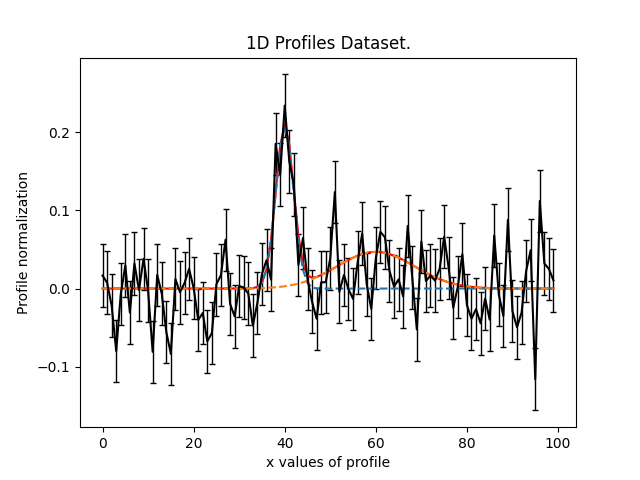 1D Profiles Dataset.
Profile normalization
0.2
0.1
0.0
−0.1
0 20 40 60 80 100
x values of profile